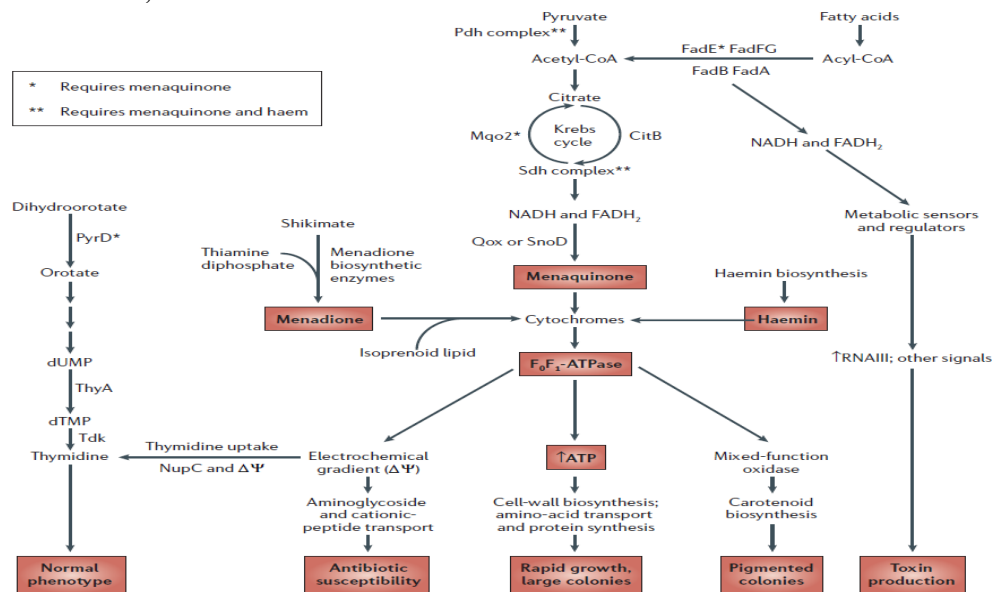 Pyruvate
Fatty acids
Pdh complex**
FadE* FadFG
Acetyl-CoA
Acyl-CoA
FadB FadA
* Requires menaquinone
** Requires menaquinone and haem
Citrate
Mqo2*
Krebs
cycle
CitB
NADH and FADH₂
Sdh complex**
Dihydroorotate
Shikimate
NADH and FADH₂
Metabolic sensors
and regulators
PyrD*
Qox or SnoD
Thiamine
diphosphate
Menadione
biosynthetic
enzymes
Orotate
Menaquinone
Haemin biosynthesis
Menadione
Cytochromes
Haemin
Isoprenoid lipid
dUMP
F₀F₁-ATPase
↑RNAIII; other signals
ThyA
dTMP
Tdk
Thymidine
Thymidine uptake
NupC and ΔΨ
Electrochemical
gradient (ΔΨ)
↑ATP
Mixed-function
oxidase
Aminoglycoside
and cationic-
peptide transport
Cell-wall biosynthesis;
amino-acid transport
and protein synthesis
Carotenoid
biosynthesis
Normal
phenotype
Antibiotic
susceptibility
Rapid growth,
large colonies
Pigmented
colonies
Toxin
production